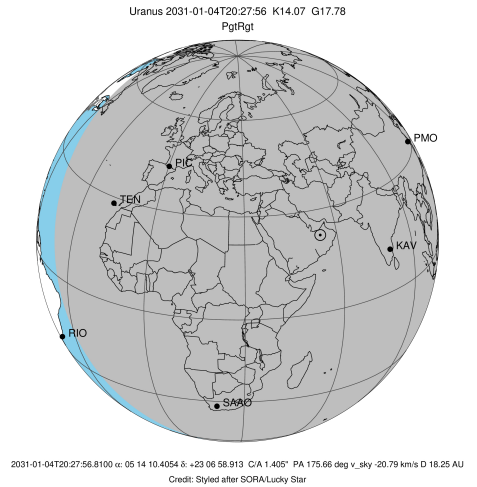 Uranus 2031-01-04T20:27:56 K14.07 G17.78
PgtRgt
PMO
PIC
TEN
KAV
RIO
SAAO
2031-01-04T20:27:56.8100 α: 05 14 10.4054 δ: +23 06 58.913 C/A 1.405" PA 175.66 deg v_sky -20.79 km/s D 18.25 AU
Credit: Styled after SORA/Lucky Star